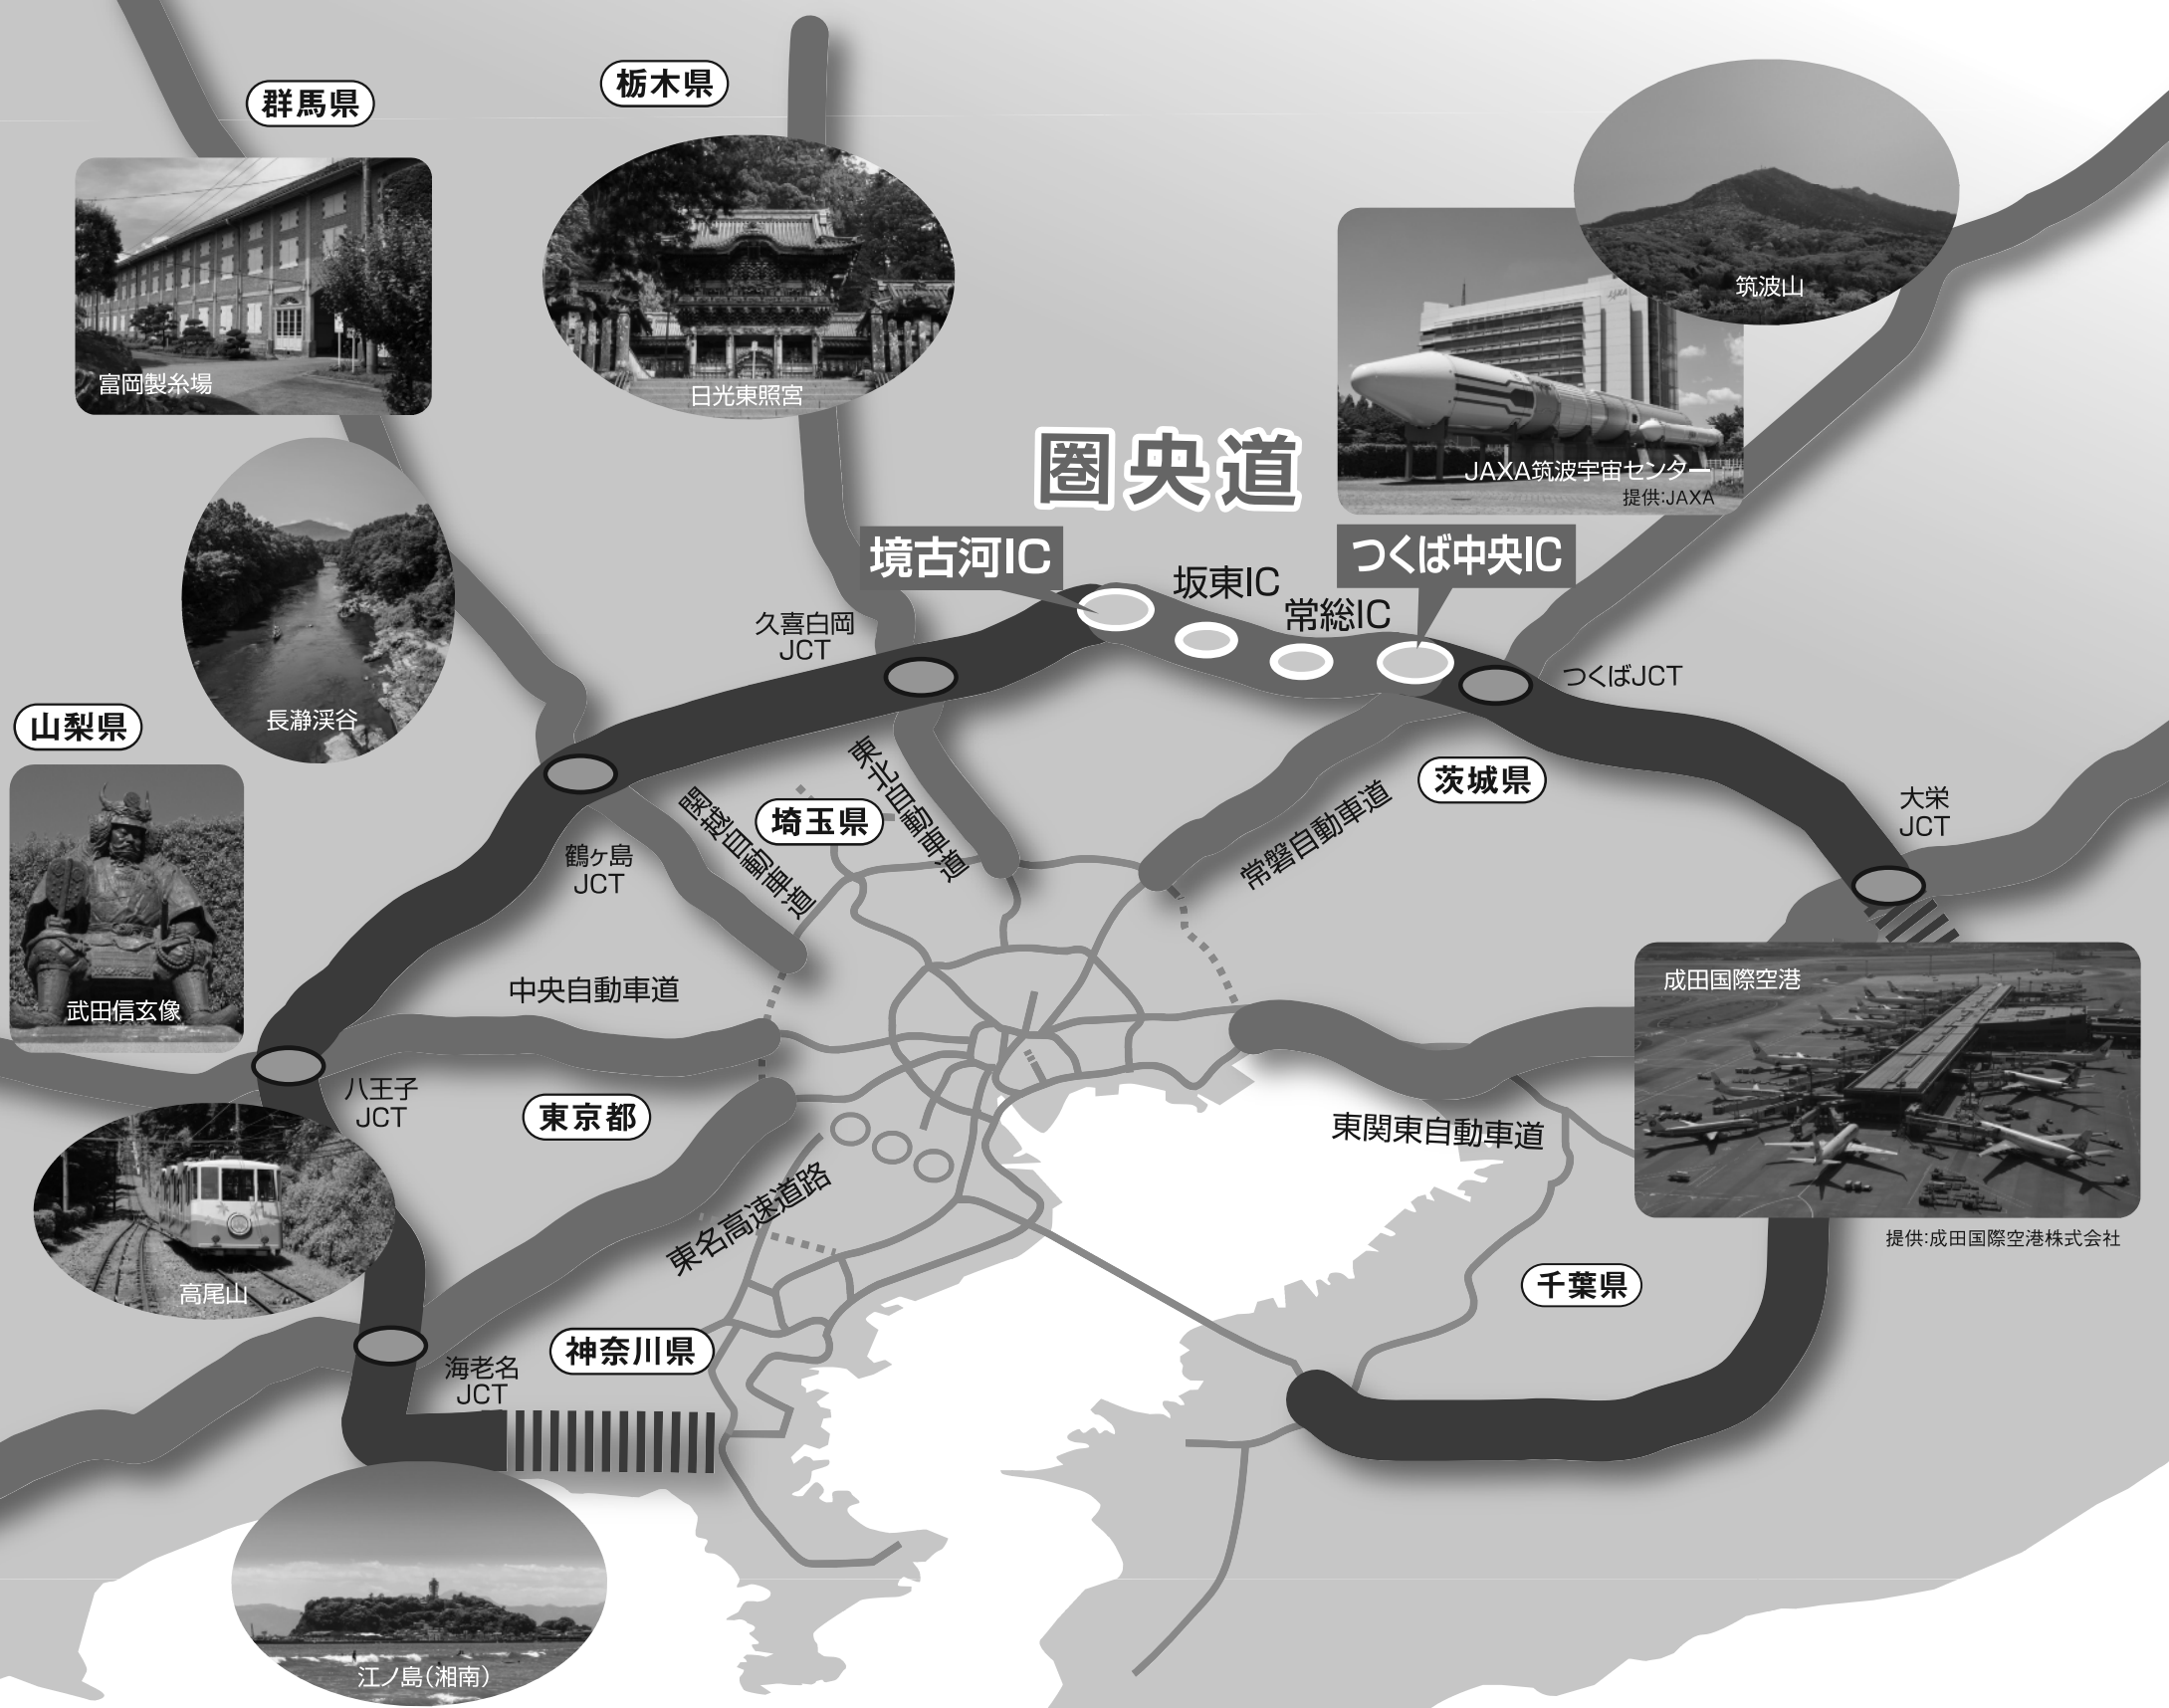 群馬県
栃木県
富岡製糸場
日光東照宮
筑波山
JAXA筑波宇宙センター
提供:JAXA
圏央道
境古河IC
坂東IC
常総IC
つくば中央IC
久喜白岡
JCT
つくばJCT
長瀞渓谷
山梨県
武田信玄像
鶴ヶ島
JCT
関越自動車道
埼玉県
東北自動車道
常磐自動車道
茨城県
大栄
JCT
中央自動車道
成田国際空港
八王子
JCT
東京都
東名高速道路
東関東自動車道
提供:成田国際空港株式会社
高尾山
千葉県
神奈川県
海老名
JCT
江ノ島(湘南)